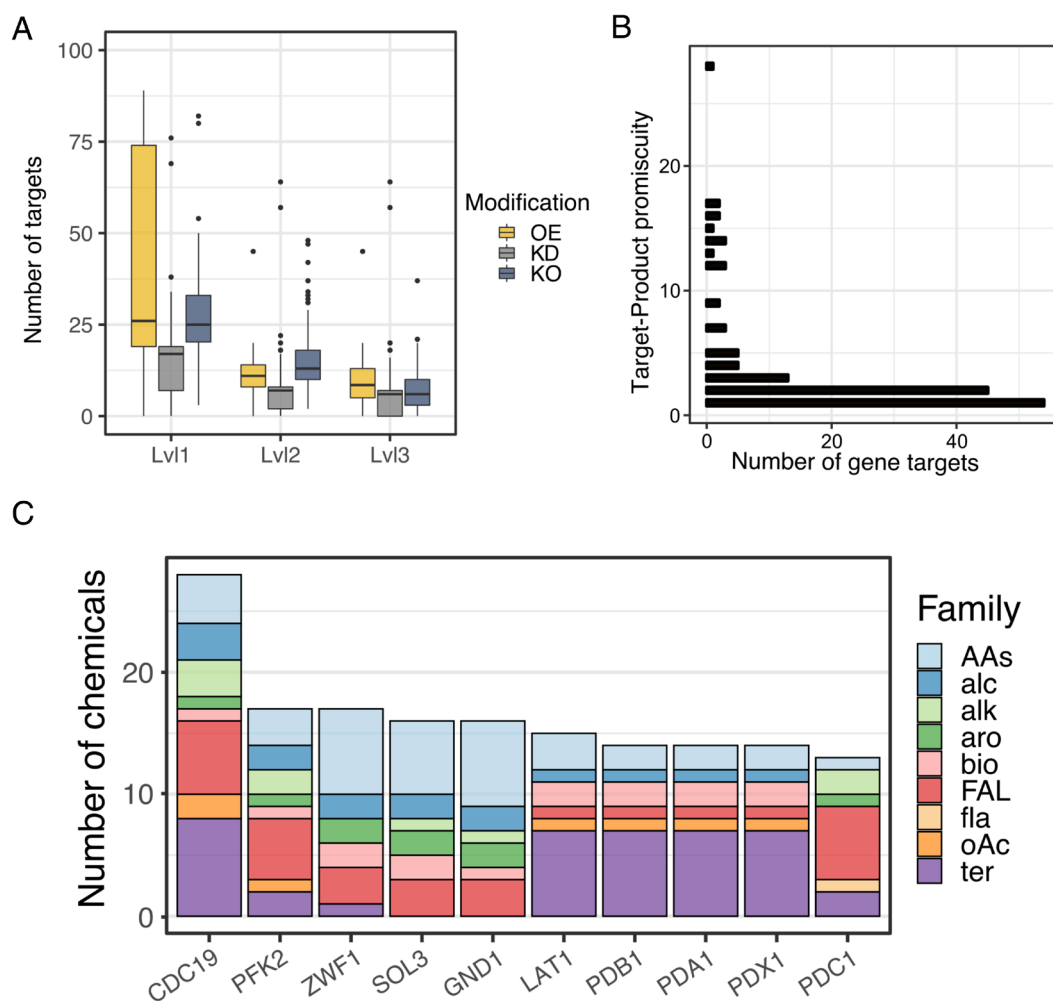 A
100
75
50
25
0
Number of targets
Lvl1 Lvl2 Lvl3
Modification
OE
KD
KO
B
20
10
0
Target-Product promiscuity
0 20 40
Number of gene targets
C
20
10
0
Number of chemicals
CDC19 PFK2 ZWF1 SOL3 GND1 LAT1 PDB1 PDA1 PDX1 PDC1
Family
AAs
alc
alk
aro
bio
FAL
fla
oAc
ter